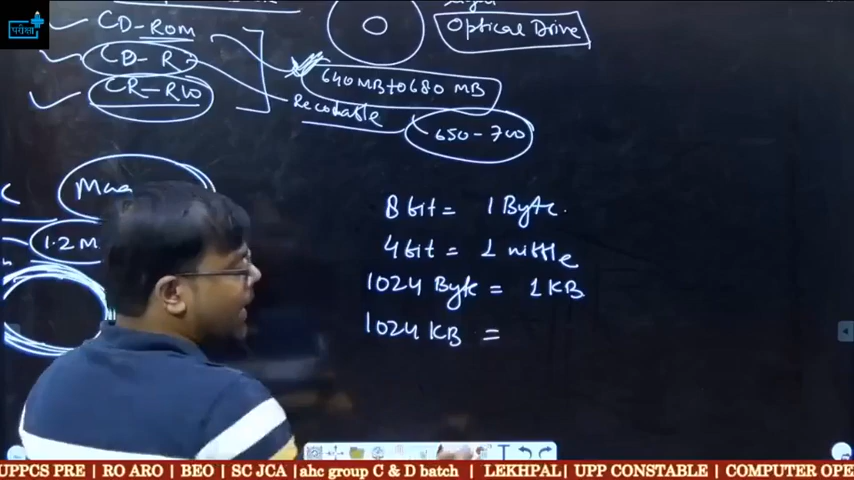 परीक्षा
CD-Rom
CD- R
CR-RW
640MB to 680 MB
Recodable
650-700
Optical Drive
1.2 M
8 bit = 1 Byte.
4 bit = 1 nibble
1024 Byte = 1 KB
1024 KB =
UPPCS PRE | RO ARO | BEO | SC JCA |ahc group C & D batch | LEKHPAL| UPP CONSTABLE| COMPUTER OPE